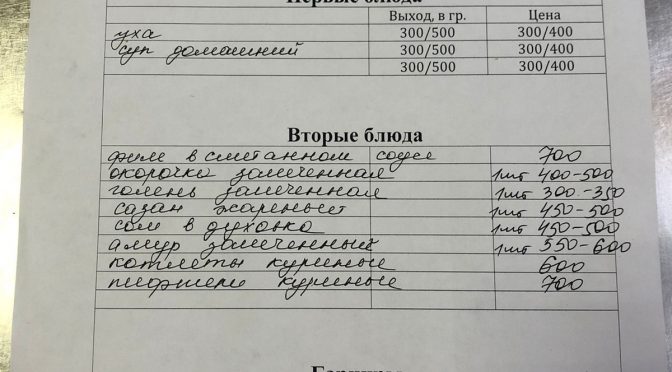 Первые блюда
Выход, в гр. Цена
уха 300/500 300/400
суп домашний 300/500 300/400
300/500 300/400
Вторые блюда
филе в сметанном соусе 700
окорочка запеченная 1шт 400-500
голень запеченная 1шт 300-350
сазан жареный 1шт 450-500
сом в духовке 1шт 450-500
амур запеченный 1шт 550-600
котлеты куриные 600
тифтели куриные 700